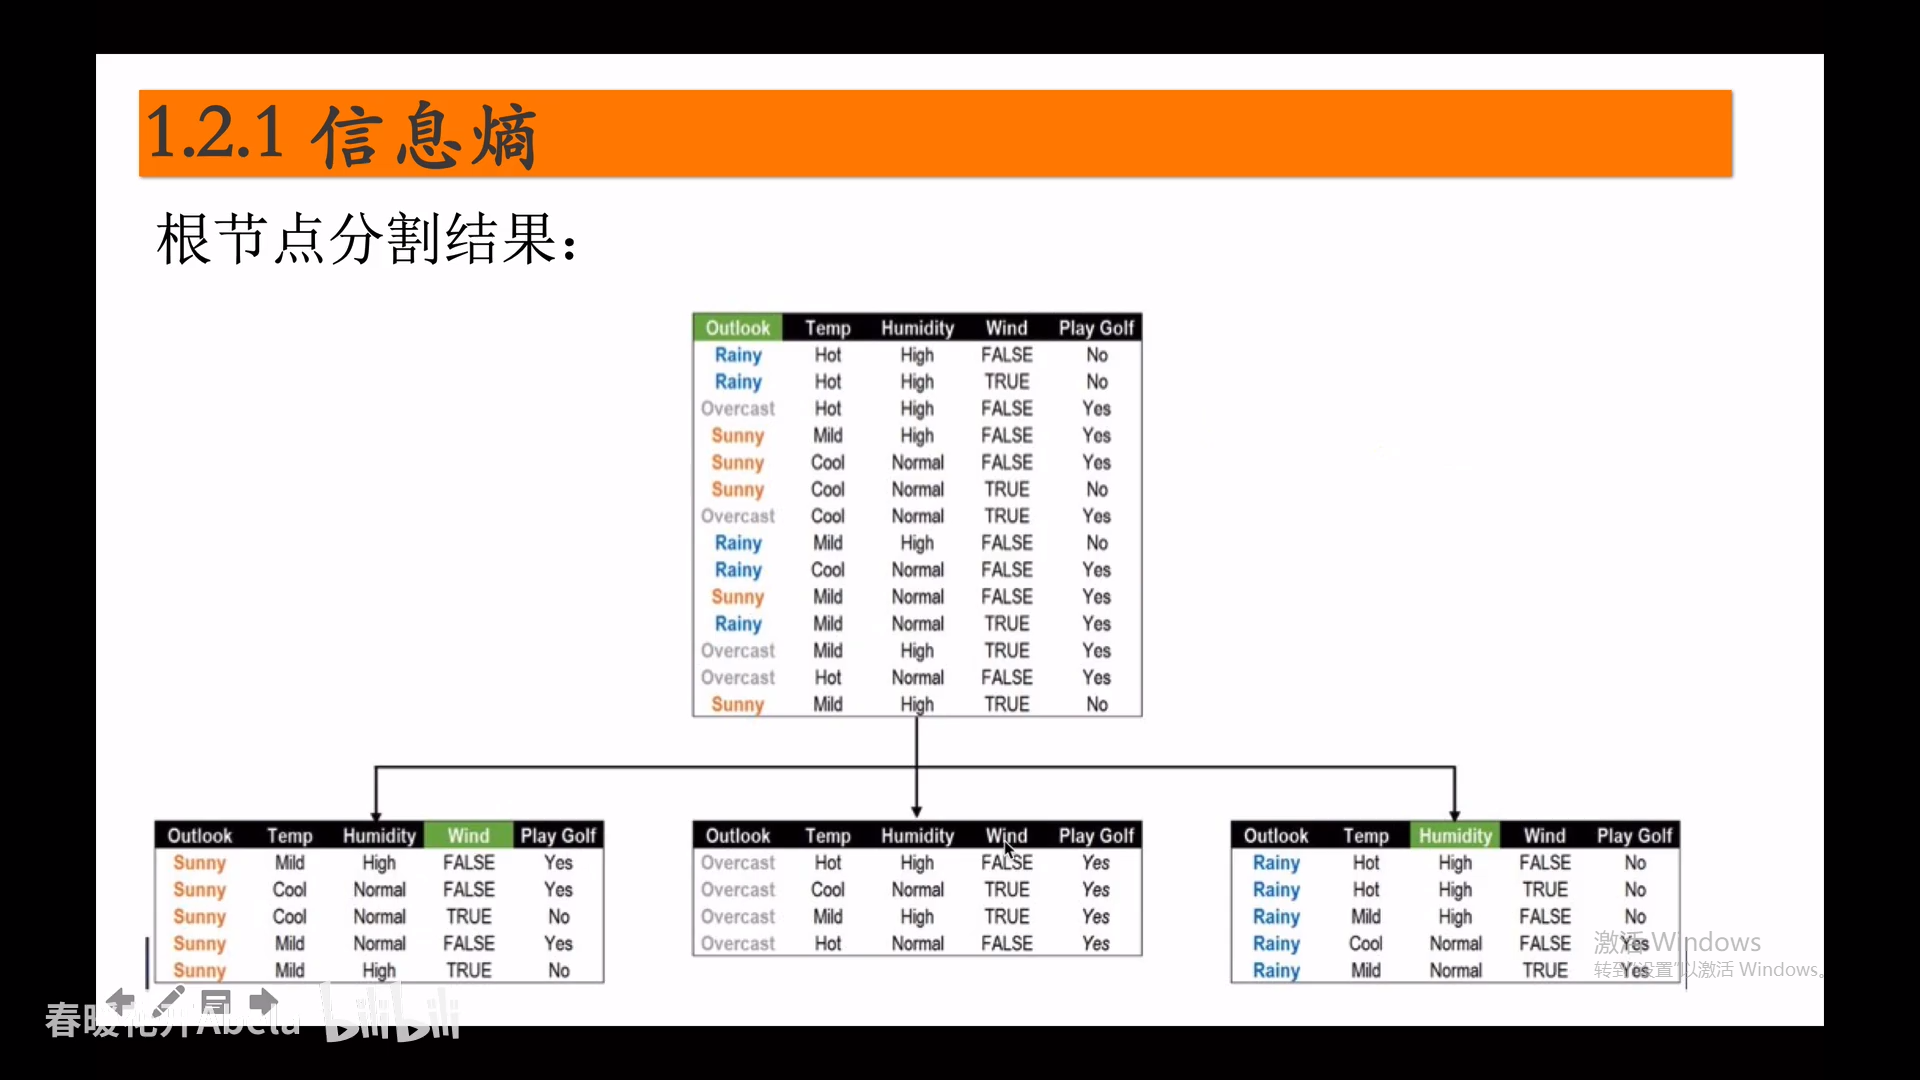 1.2.1 信息熵
根节点分割结果：
Outlook Temp Humidity Wind Play Golf
Rainy Hot High FALSE No
Rainy Hot High TRUE No
Overcast Hot High FALSE Yes
Sunny Mild High FALSE Yes
Sunny Cool Normal FALSE Yes
Sunny Cool Normal TRUE No
Overcast Cool Normal TRUE Yes
Rainy Mild High FALSE No
Rainy Cool Normal FALSE Yes
Sunny Mild Normal FALSE Yes
Rainy Mild Normal TRUE Yes
Overcast Mild High TRUE Yes
Overcast Hot Normal FALSE Yes
Sunny Mild High TRUE No
Outlook Temp Humidity Wind Play Golf
Sunny Mild High FALSE Yes
Sunny Cool Normal FALSE Yes
Sunny Cool Normal TRUE No
Sunny Mild Normal FALSE Yes
Sunny Mild High TRUE No
Outlook Temp Humidity Wind Play Golf
Overcast Hot High FALSE Yes
Overcast Cool Normal TRUE Yes
Overcast Mild High TRUE Yes
Overcast Hot Normal FALSE Yes
Outlook Temp Humidity Wind Play Golf
Rainy Hot High FALSE No
Rainy Hot High TRUE No
Rainy Mild High FALSE No
Rainy Cool Normal FALSE Yes
Rainy Mild Normal TRUE Yes
激活 Windows
转到"设置"以激活 Windows。
春暖花开Abela bilibili